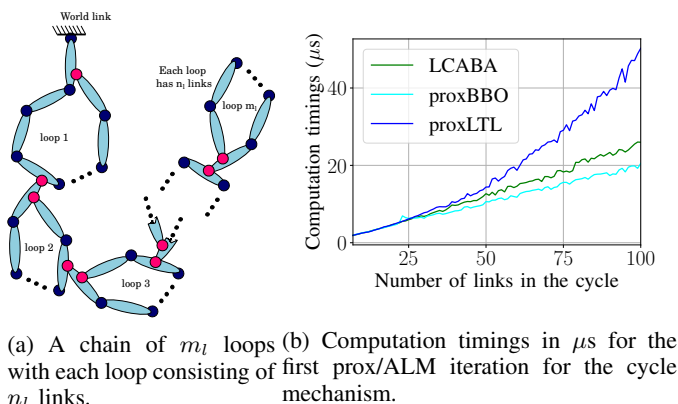 World link
Each loop
has n_l links
loop m_l
loop 1
loop 2
loop 3
Computation timings (μs)
40
20
0
LCABA
proxBBO
proxLTL
25
50
75
100
Number of links in the cycle
(a) A chain of m_l loops
with each loop consisting of
n_l links.
(b) Computation timings in μs for the
first prox/ALM iteration for the cycle
mechanism.